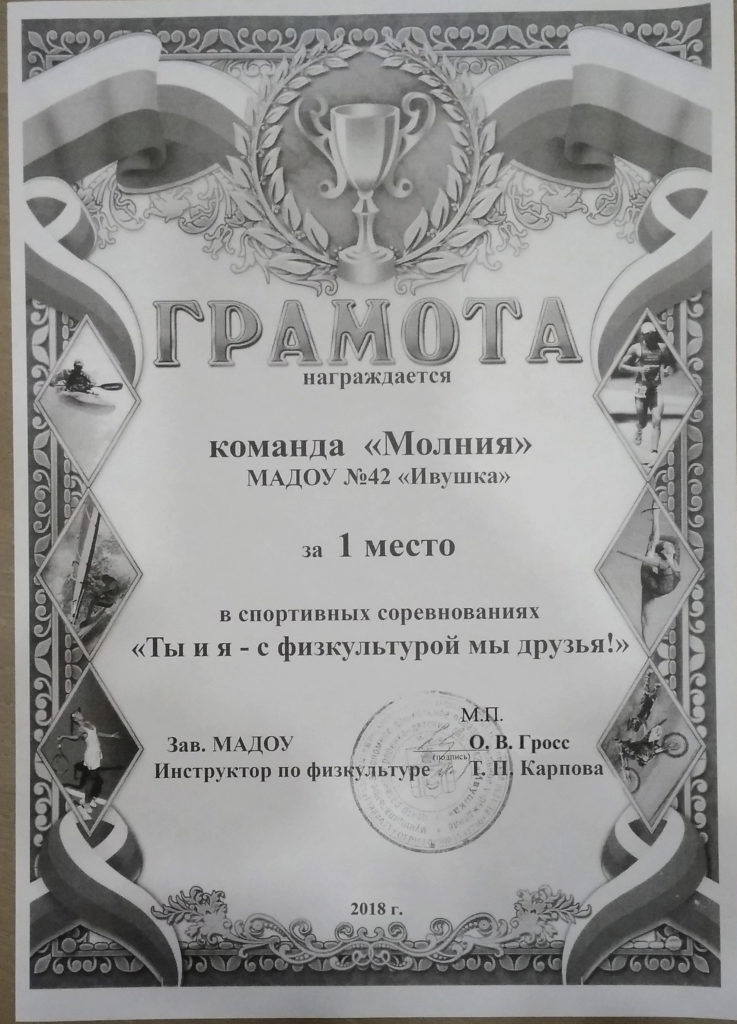 ГРАМОТА
награждается
команда «Молния»
МАДОУ №42 «Ивушка»
за 1 место
в спортивных соревнованиях
«Ты и я - с физкультурой мы друзья!»
М.П.
Зав. МАДОУ О. В. Гросс
(подпись)
Инструктор по физкультуре Т. П. Карпова
2018 г.